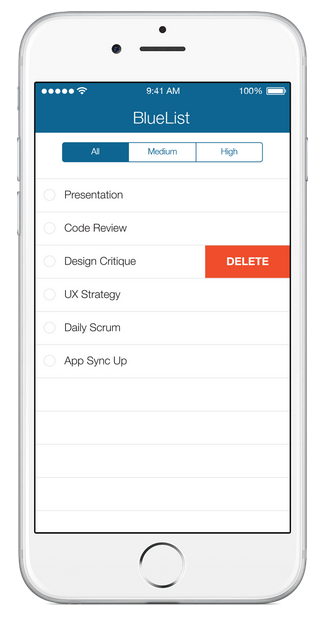 9:41 AM 100%
BlueList
All Medium High
Presentation
Code Review
Design Critique DELETE
UX Strategy
Daily Scrum
App Sync Up